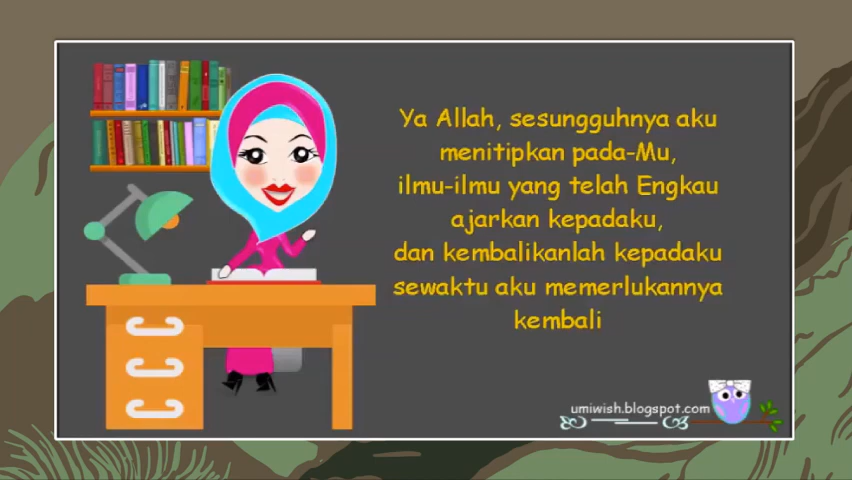 Ya Allah, sesungguhnya aku
menitipkan pada-Mu,
ilmu-ilmu yang telah Engkau
ajarkan kepadaku,
dan kembalikanlah kepadaku
sewaktu aku memerlukannya
kembali
umiwish.blogspot.com